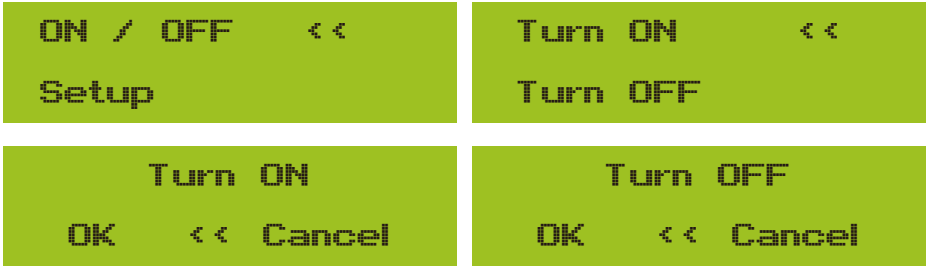 ON / OFF <<
Setup
Turn ON <<
Turn OFF
Turn ON
OK << Cancel
Turn OFF
OK << Cancel